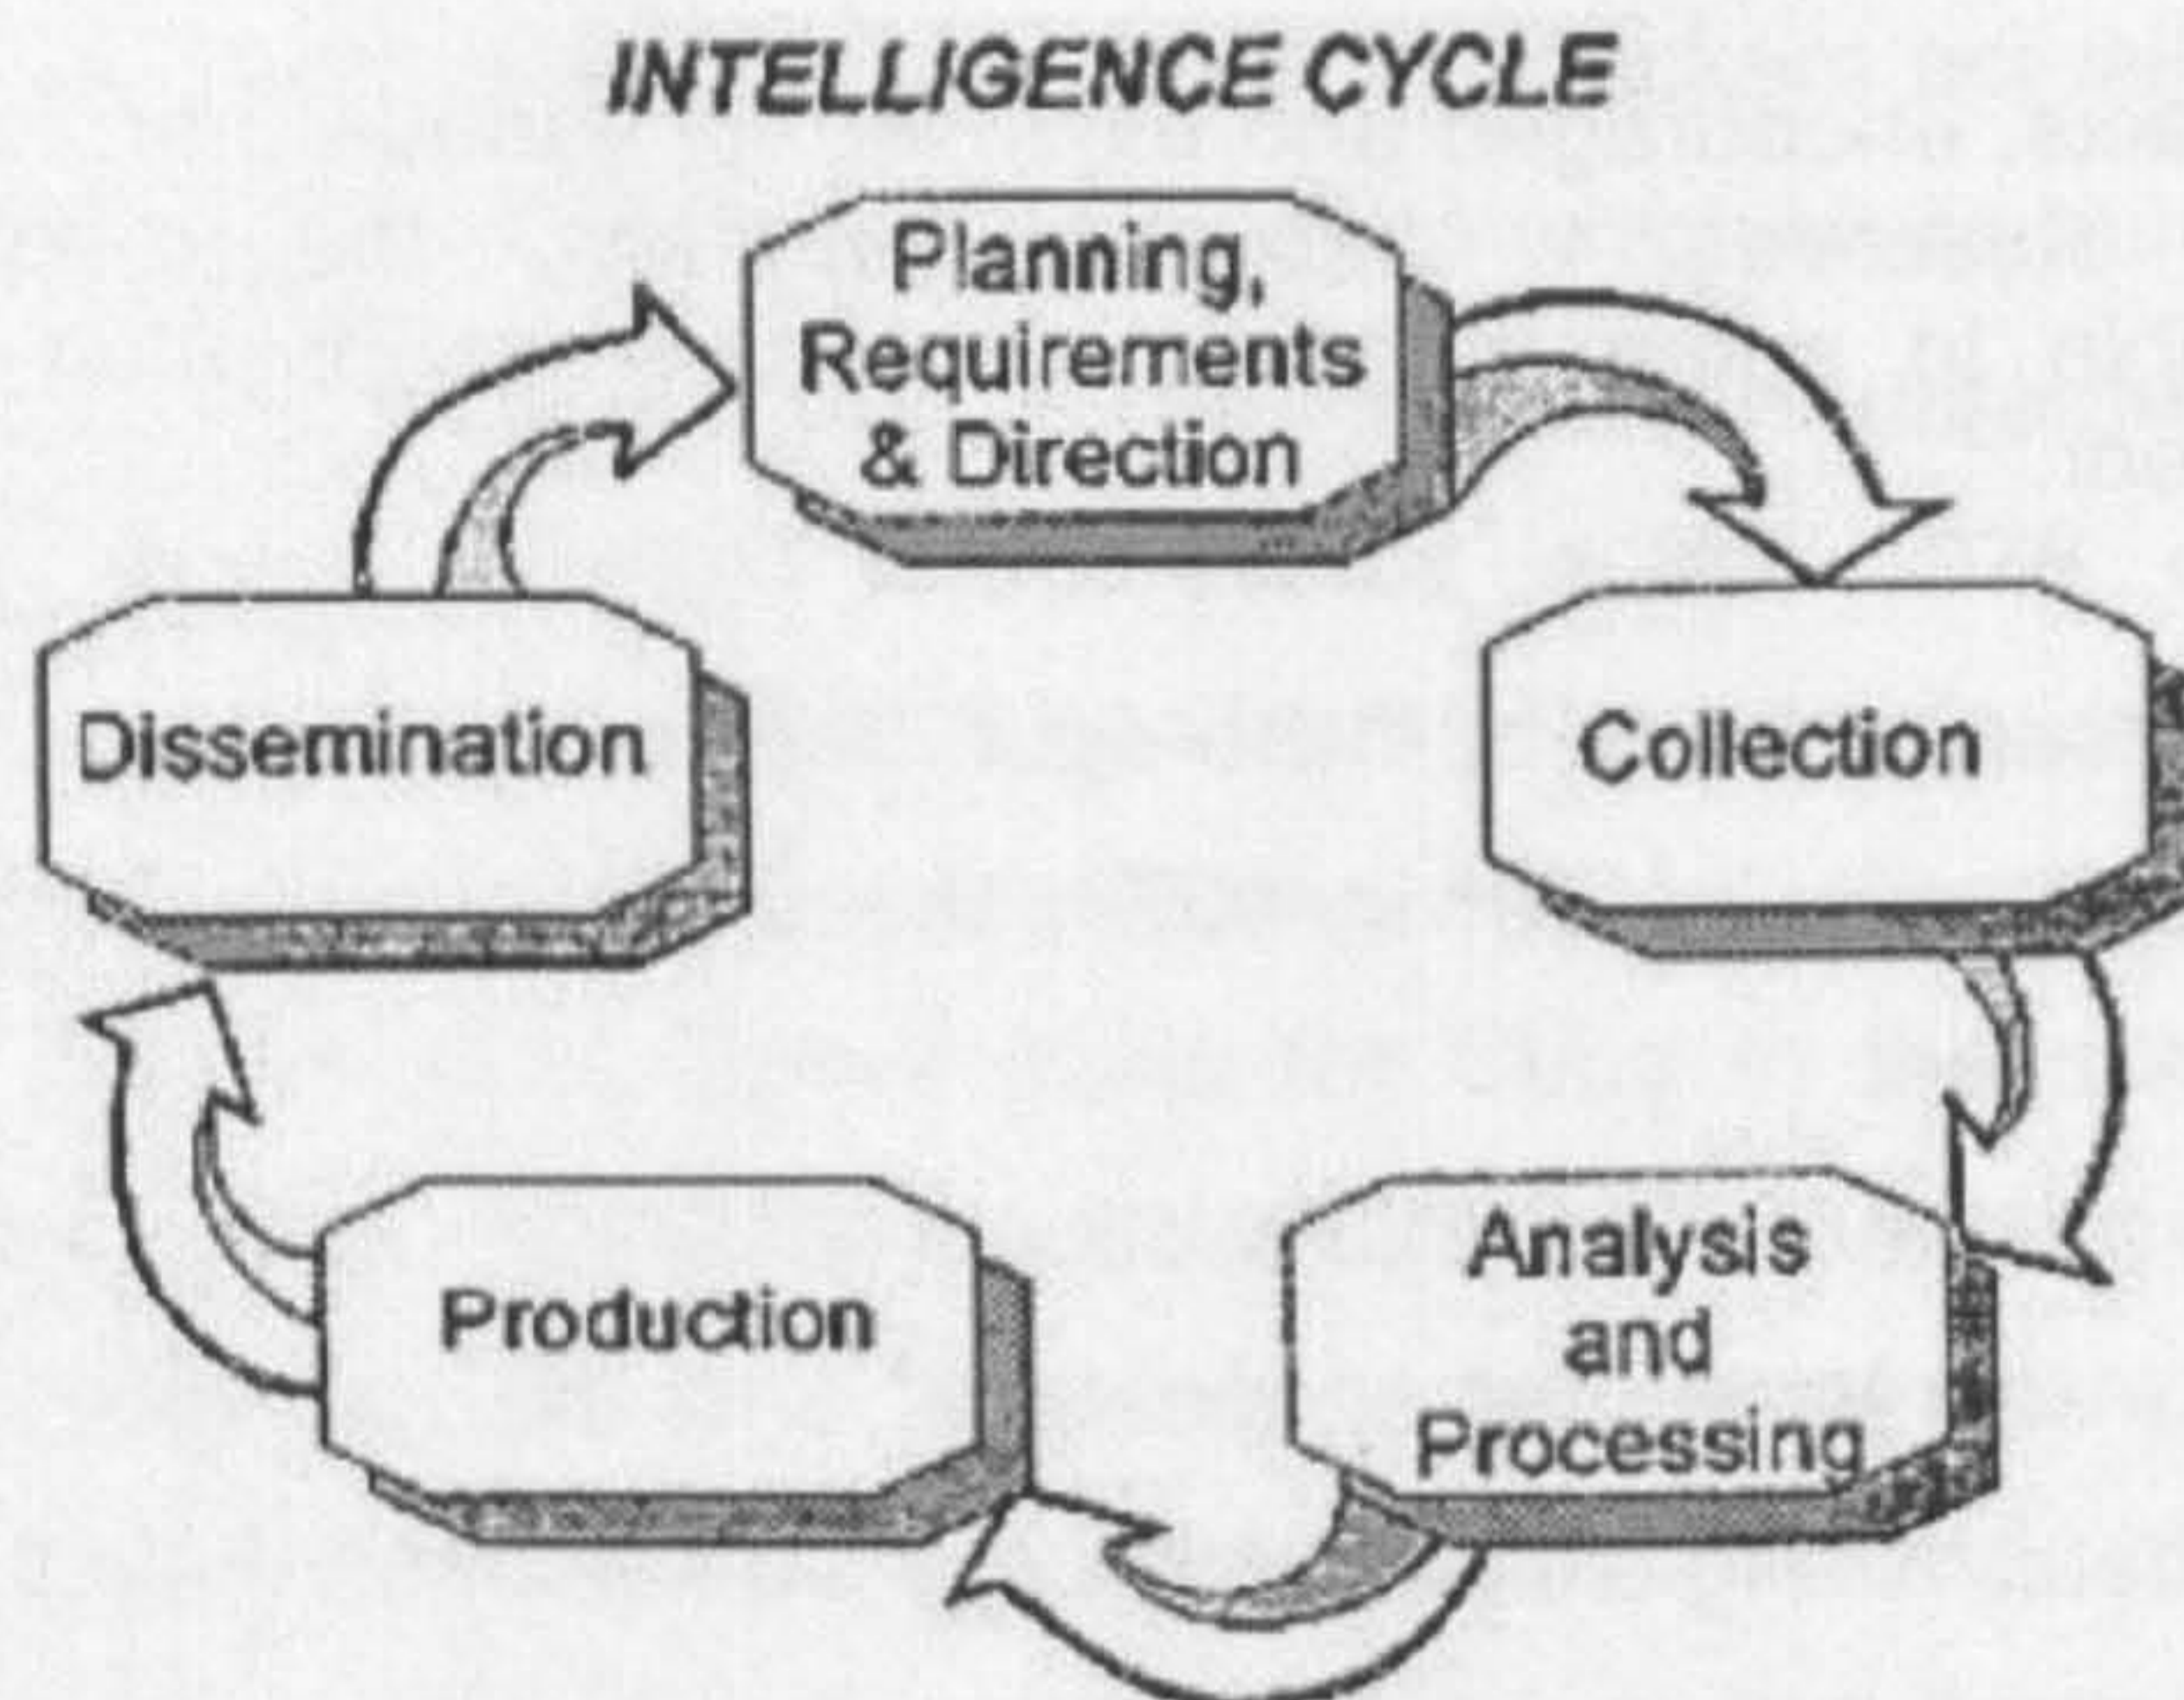 INTELLIGENCE CYCLE
Planning,
Requirements
& Direction
Collection
Analysis
and
Processing
Production
Dissemination